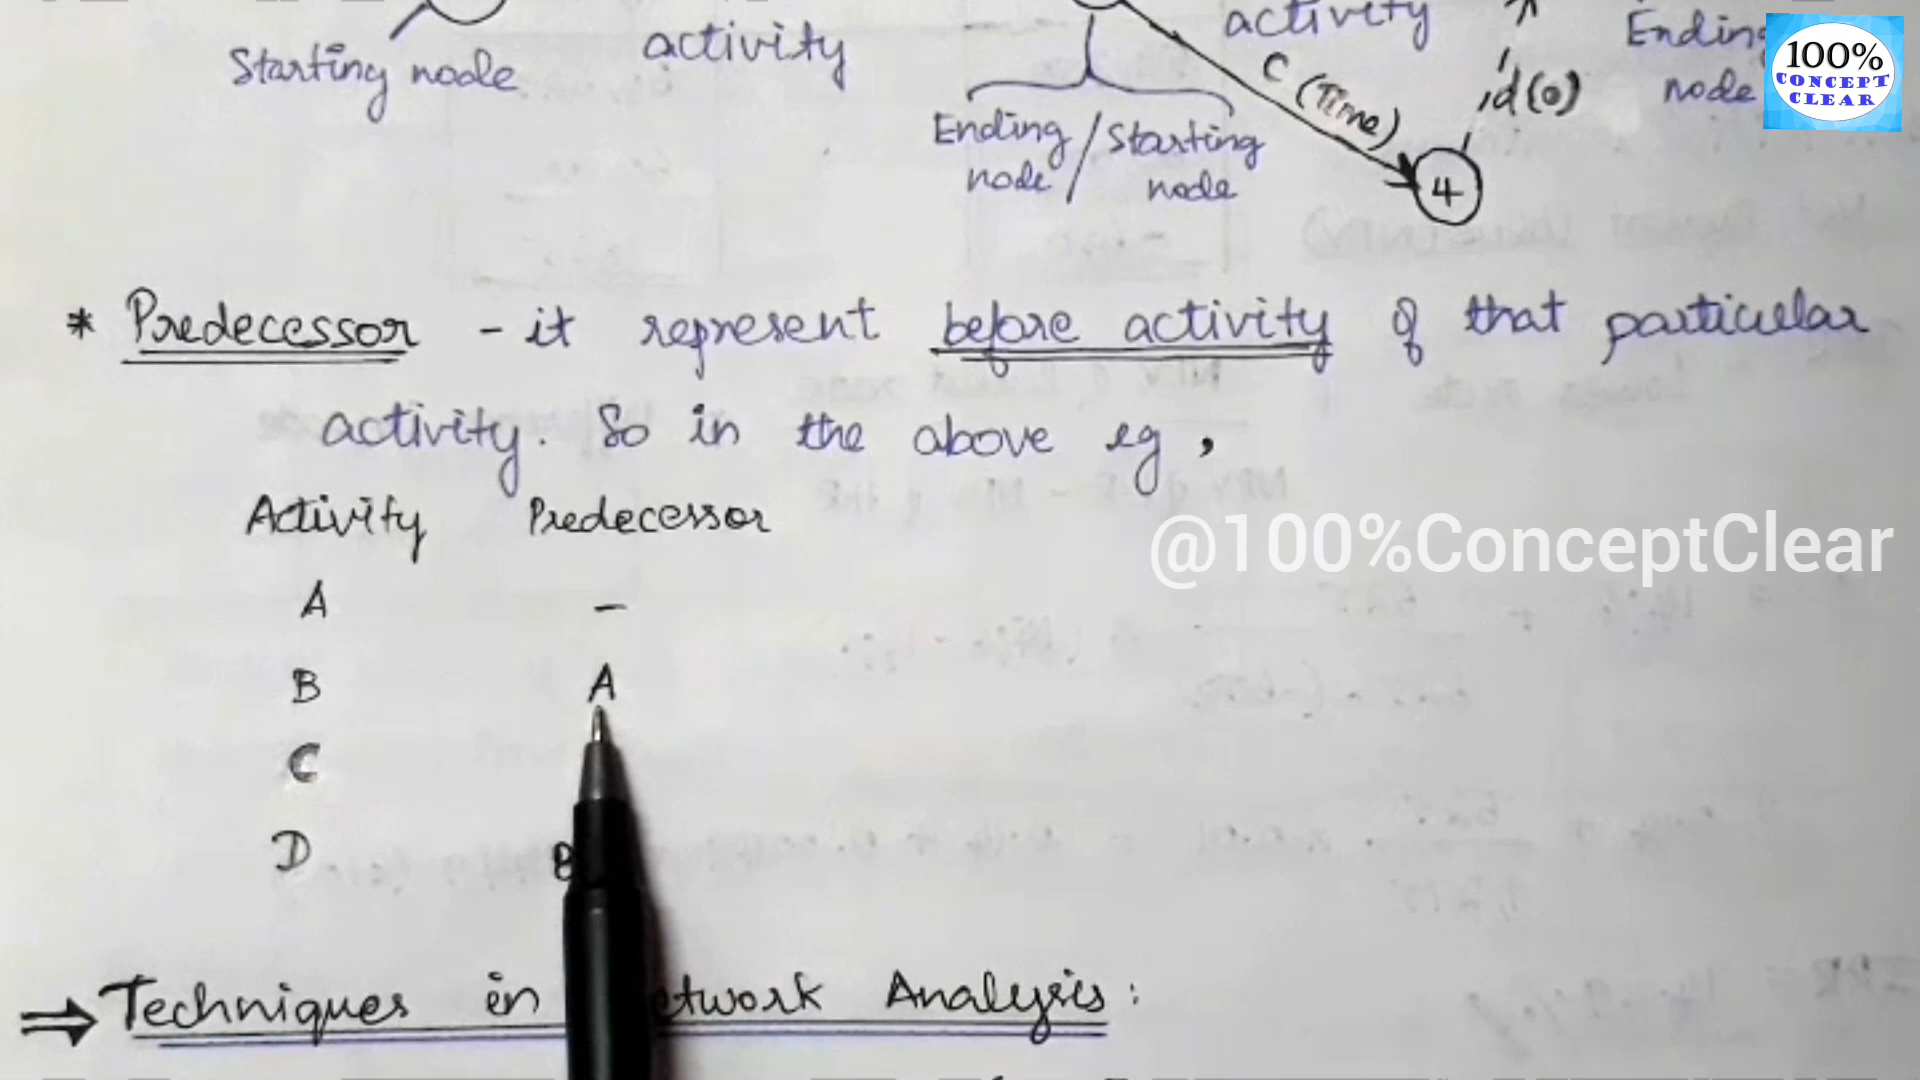 activity
activity
Starting node
Ending
node
Ending
node
/
Starting
node
C (Time)
d(0)
4
100%
CONCEPT
CLEAR
* Predecessor - it represent before activity of that particular
activity. So in the above eg,
Activity Predecessor
@100%ConceptClear
A -
B A
C
D B
⇒ Techniques in etwork Analysis: